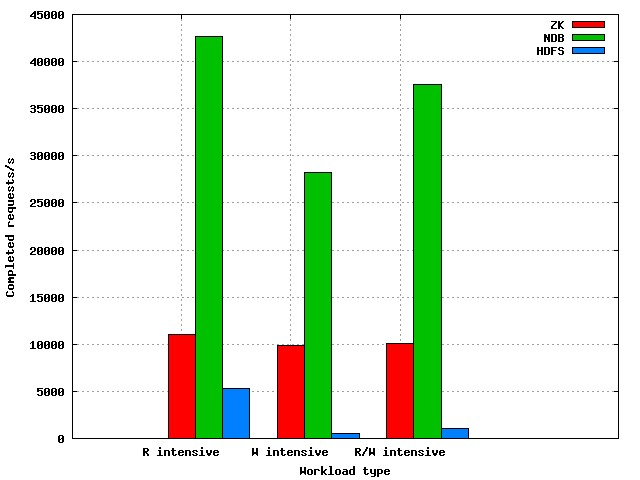 45000
40000
35000
30000
25000
20000
15000
10000
5000
0
Completed requests/s
ZK
NDB
HDFS
R intensive
W intensive
R/W intensive
Workload type